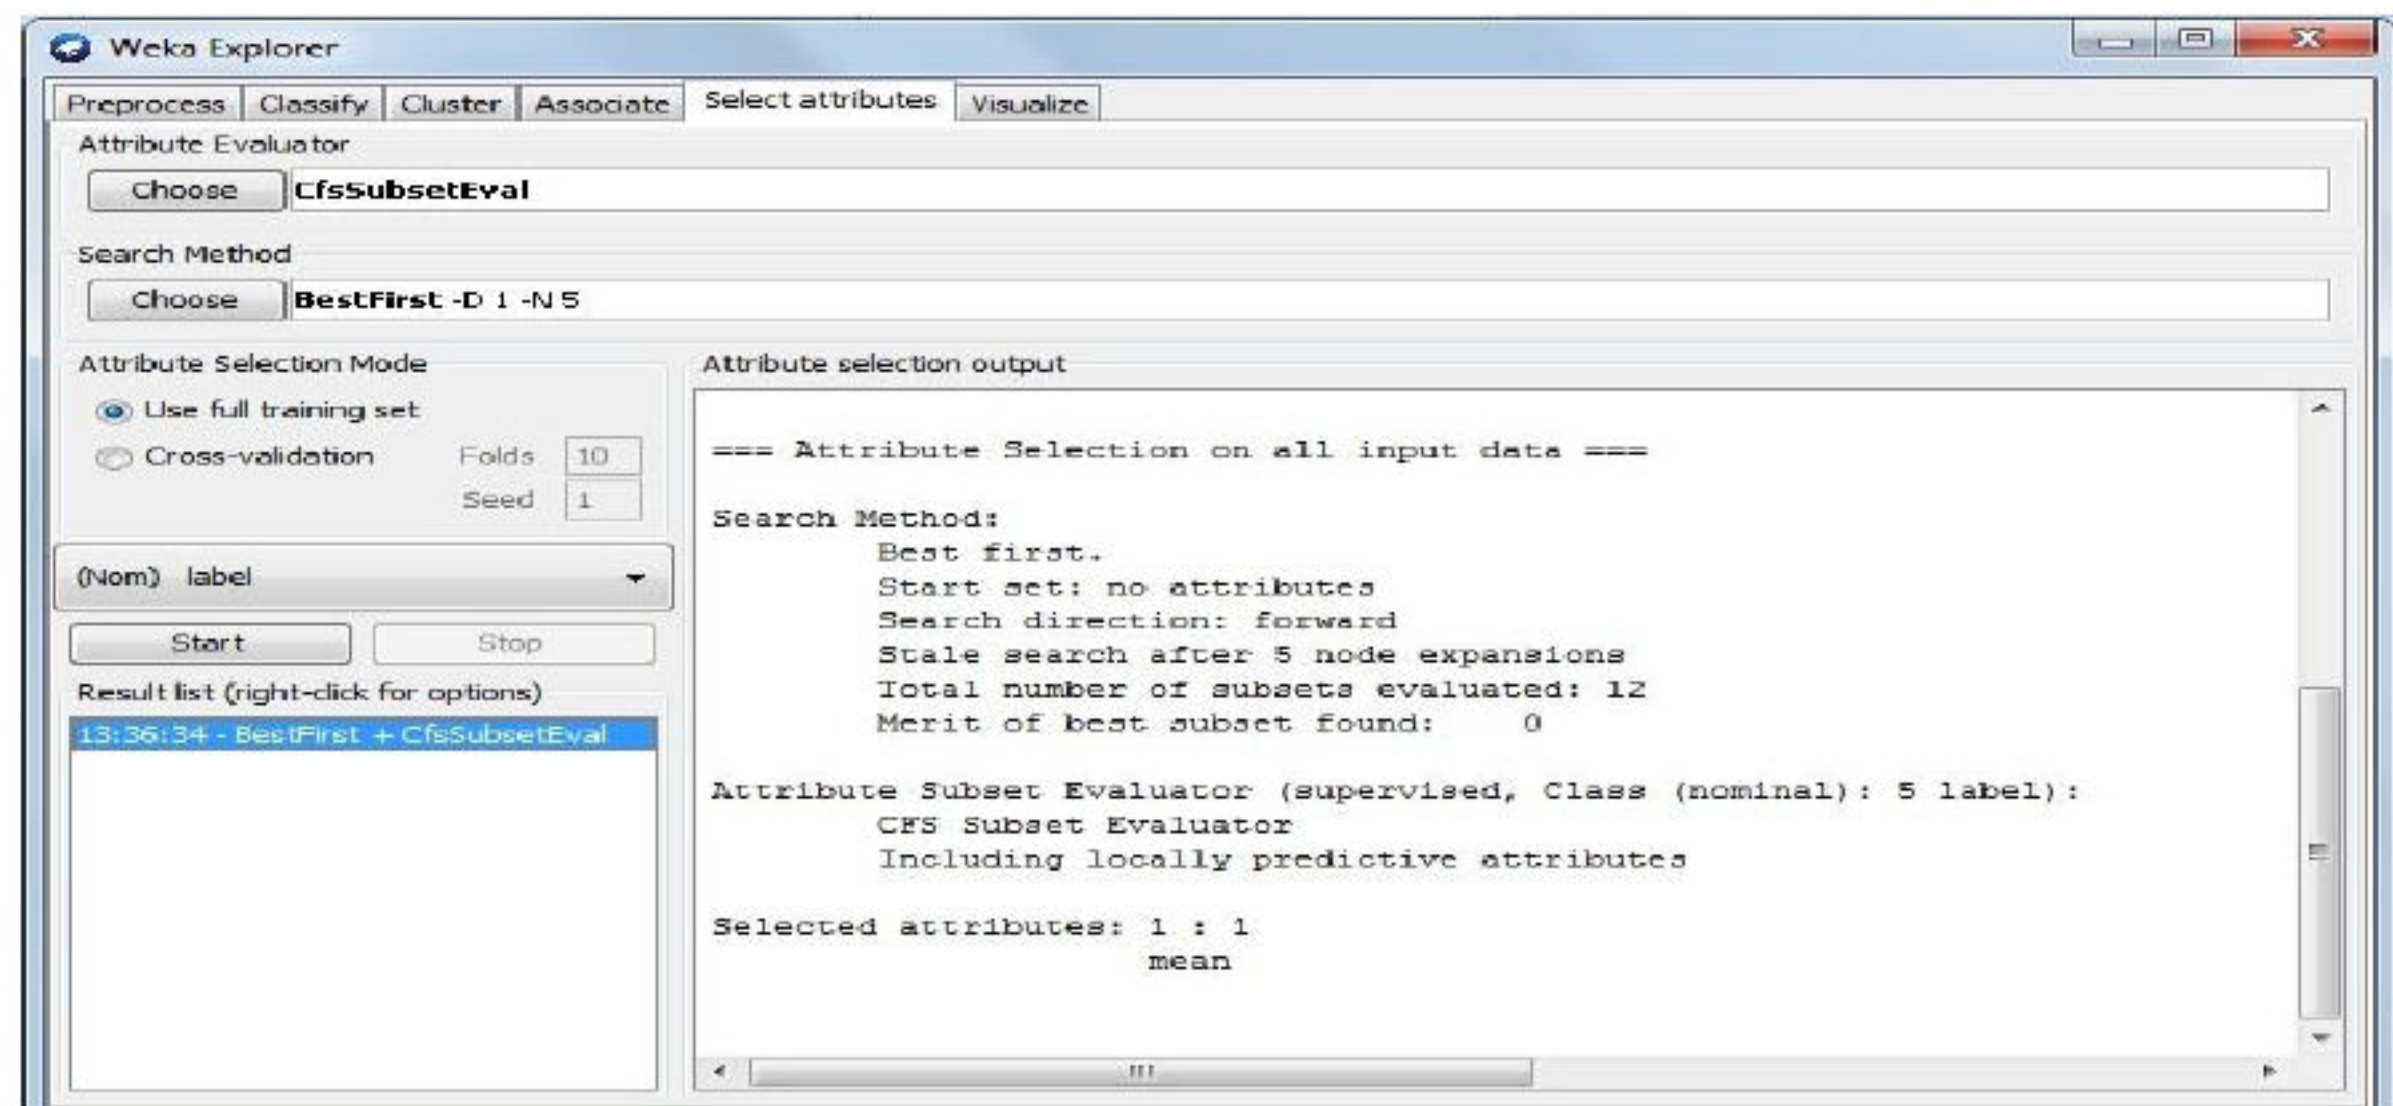 Weka Explorer
Preprocess Classify Cluster Associate Select attributes Visualize
Attribute Evaluator
Choose CfsSubsetEval
Search Method
Choose BestFirst -D 1 -N 5
Attribute Selection Mode
Use full training set
Cross-validation Folds 10
Seed 1
(Nom) label
Start Stop
Result list (right-click for options)
13:36:34 - BestFirst + CfsSubsetEval
Attribute selection output
=== Attribute Selection on all input data ===
Search Method:
Best first.
Start set: no attributes
Search direction: forward
Stale search after 5 node expansions
Total number of subsets evaluated: 12
Merit of best subset found: 0
Attribute Subset Evaluator (supervised, Class (nominal): 5 label):
CFS Subset Evaluator
Including locally predictive attributes
Selected attributes: 1 : 1
mean